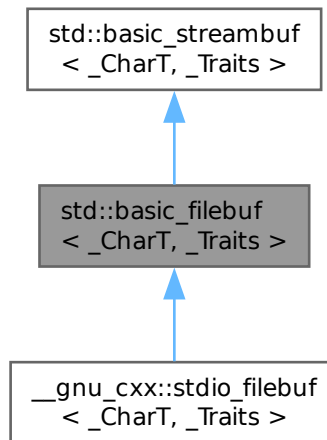 std::basic_streambuf
< _CharT, _Traits >
std::basic_filebuf
< _CharT, _Traits >
__gnu_cxx::stdio_filebuf
< _CharT, _Traits >